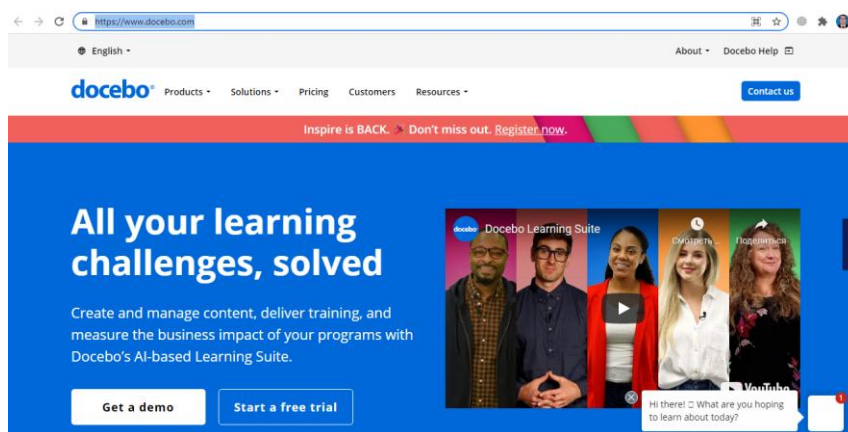 https://www.docebo.com
English
About
Docebo Help
docebo
Products
Solutions
Pricing
Customers
Resources
Contact us
Inspire is BACK. 🎉 Don't miss out. Register now.
All your learning
challenges, solved
Create and manage content, deliver training, and
measure the business impact of your programs with
Docebo's AI-based Learning Suite.
Get a demo
Start a free trial
docebo
Docebo Learning Suite
Смотреть ...
Поделиться
YouTube
Hi there! What are you hoping
to learn about today?
1